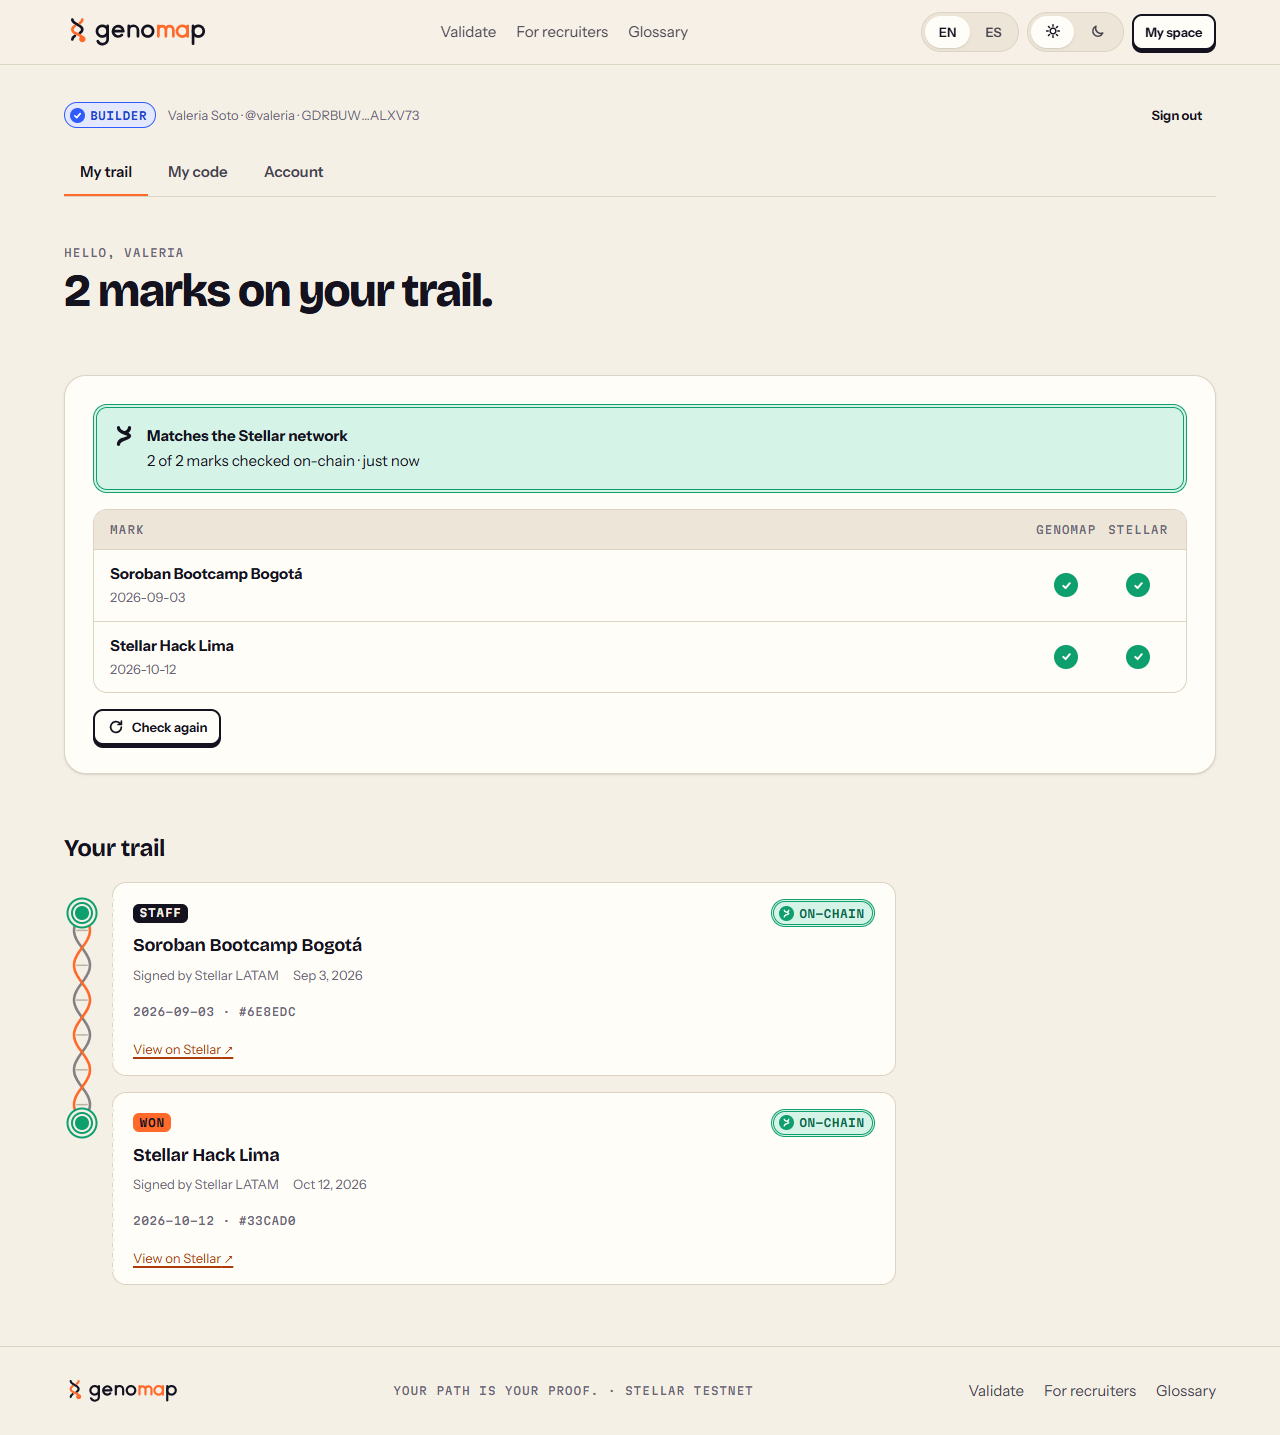 genomap
Validate For recruiters Glossary
EN ES
My space
BUILDER Valeria Soto · @valeria · GDRBUW…ALXV73
Sign out
My trail My code Account
HELLO, VALERIA
2 marks on your trail.
Matches the Stellar network
2 of 2 marks checked on-chain · just now
MARK GENOMAP STELLAR
Soroban Bootcamp Bogotá
2026-09-03
Stellar Hack Lima
2026-10-12
Check again
Your trail
STAFF ON-CHAIN
Soroban Bootcamp Bogotá
Signed by Stellar LATAM Sep 3, 2026
2026-09-03 · #6E8EDC
View on Stellar ↗
WON ON-CHAIN
Stellar Hack Lima
Signed by Stellar LATAM Oct 12, 2026
2026-10-12 · #33CAD0
View on Stellar ↗
genomap
YOUR PATH IS YOUR PROOF. · STELLAR TESTNET
Validate For recruiters Glossary